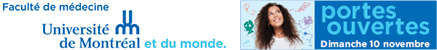 Faculté de médecine
Université
de Montréal et du monde.
portes
ouvertes
Dimanche 10 novembre